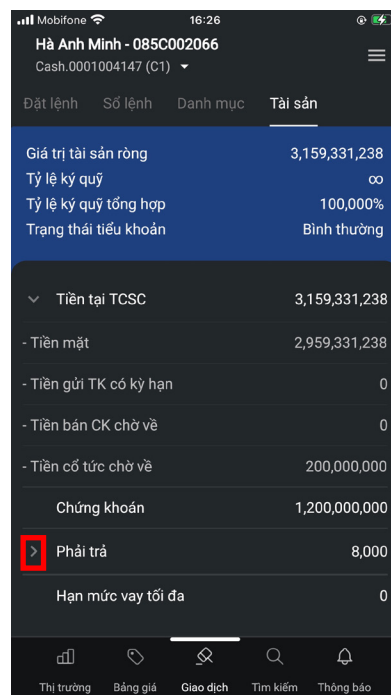 Mobifone 16:26
Hà Anh Minh - 085C002066
Cash.0001004147 (C1)
Đặt lệnh Sổ lệnh Danh mục Tài sản
Giá trị tài sản ròng 3,159,331,238
Tỷ lệ ký quỹ ∞
Tỷ lệ ký quỹ tổng hợp 100,000%
Trạng thái tiểu khoản Bình thường
Tiền tại TCSC 3,159,331,238
- Tiền mặt 2,959,331,238
- Tiền gửi TK có kỳ hạn 0
- Tiền bán CK chờ về 0
- Tiền cổ tức chờ về 200,000,000
Chứng khoán 1,200,000,000
Phải trả 8,000
Hạn mức vay tối đa 0
Thị trường Bảng giá Giao dịch Tìm kiếm Thông báo